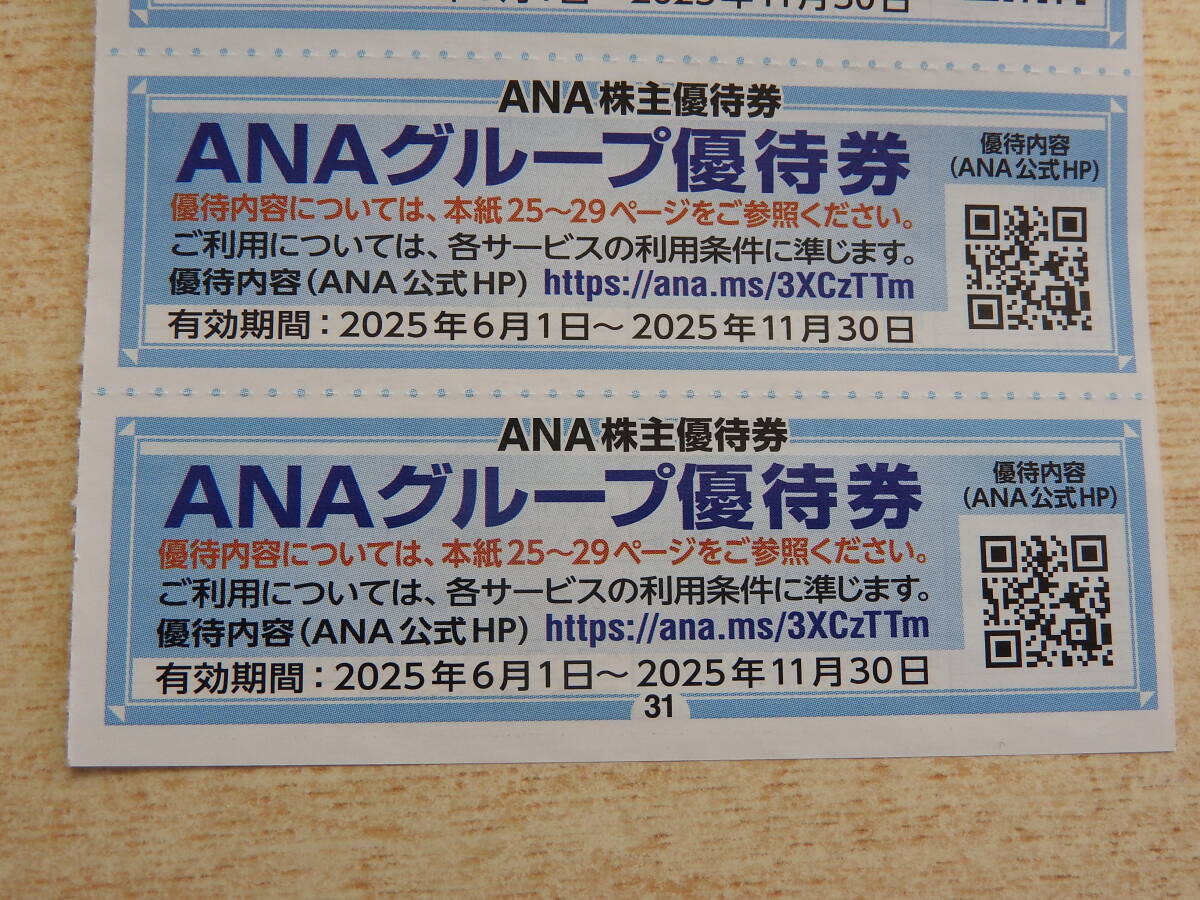 2025年11月30日
ANA株主優待券
ANAグループ優待券
優待内容については、本紙25〜29ページをご参照ください。
ご利用については、各サービスの利用条件に準じます。
優待内容(ANA公式HP) https://ana.ms/3XCzTTm
有効期間：2025年6月1日〜2025年11月30日
優待内容
(ANA公式HP)
ANA株主優待券
ANAグループ優待券
優待内容については、本紙25〜29ページをご参照ください。
ご利用については、各サービスの利用条件に準じます。
優待内容(ANA公式HP) https://ana.ms/3XCzTTm
有効期間：2025年6月1日〜2025年11月30日
優待内容
(ANA公式HP)
31